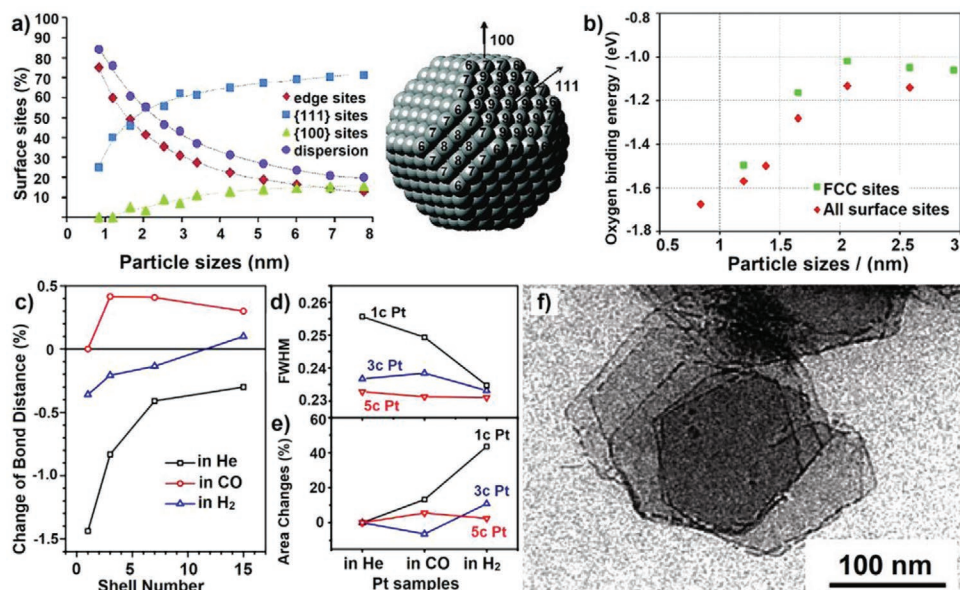 a)
100
90
80
70
60
50
40
30
20
10
Surface sites (%)
0 1 2 3 4 5 6 7 8
Particle sizes (nm)
edge sites
{111} sites
{100} sites
dispersion
100
111
b)
-1.0
-1.2
-1.4
-1.6
-1.8
Oxygen binding energy / (eV)
0.5 1 1.5 2 2.5 3
Particle sizes / (nm)
FCC sites
All surface sites
c)
0.5
0
-0.5
-1.0
-1.5
Change of Bond Distance (%)
0 5 10 15
Shell Number
in He
in CO
in H₂
d)
0.26
0.25
0.24
0.23
FWHM
1c Pt
3c Pt
5c Pt
e)
60
40
20
0
Area Changes (%)
1c Pt
3c Pt
5c Pt
in He in CO in H₂
Pt samples
f)
100 nm